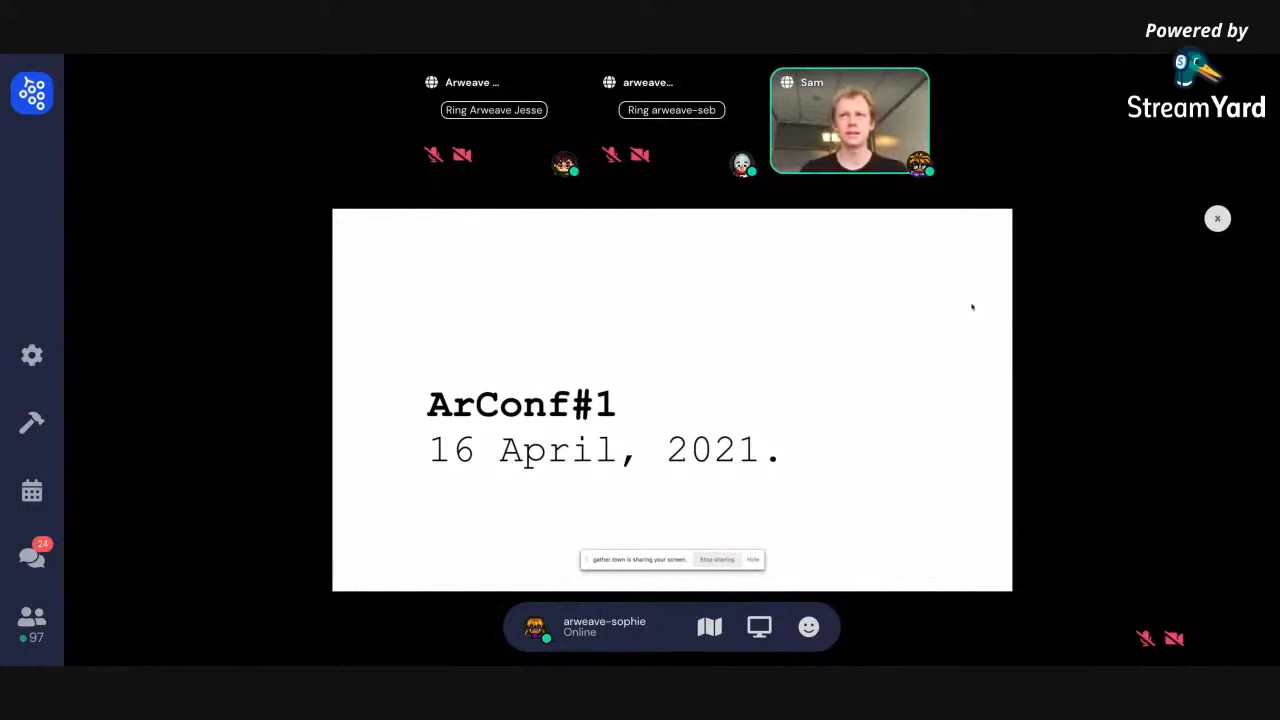 Powered by
StreamYard
Arweave ...
arweave...
Sam
Ring Arweave Jesse
Ring arweave-seb
x
ArConf#1
16 April, 2021.
gather.town is sharing your screen.
Stop sharing
Hide
24
97
arweave-sophie
Online